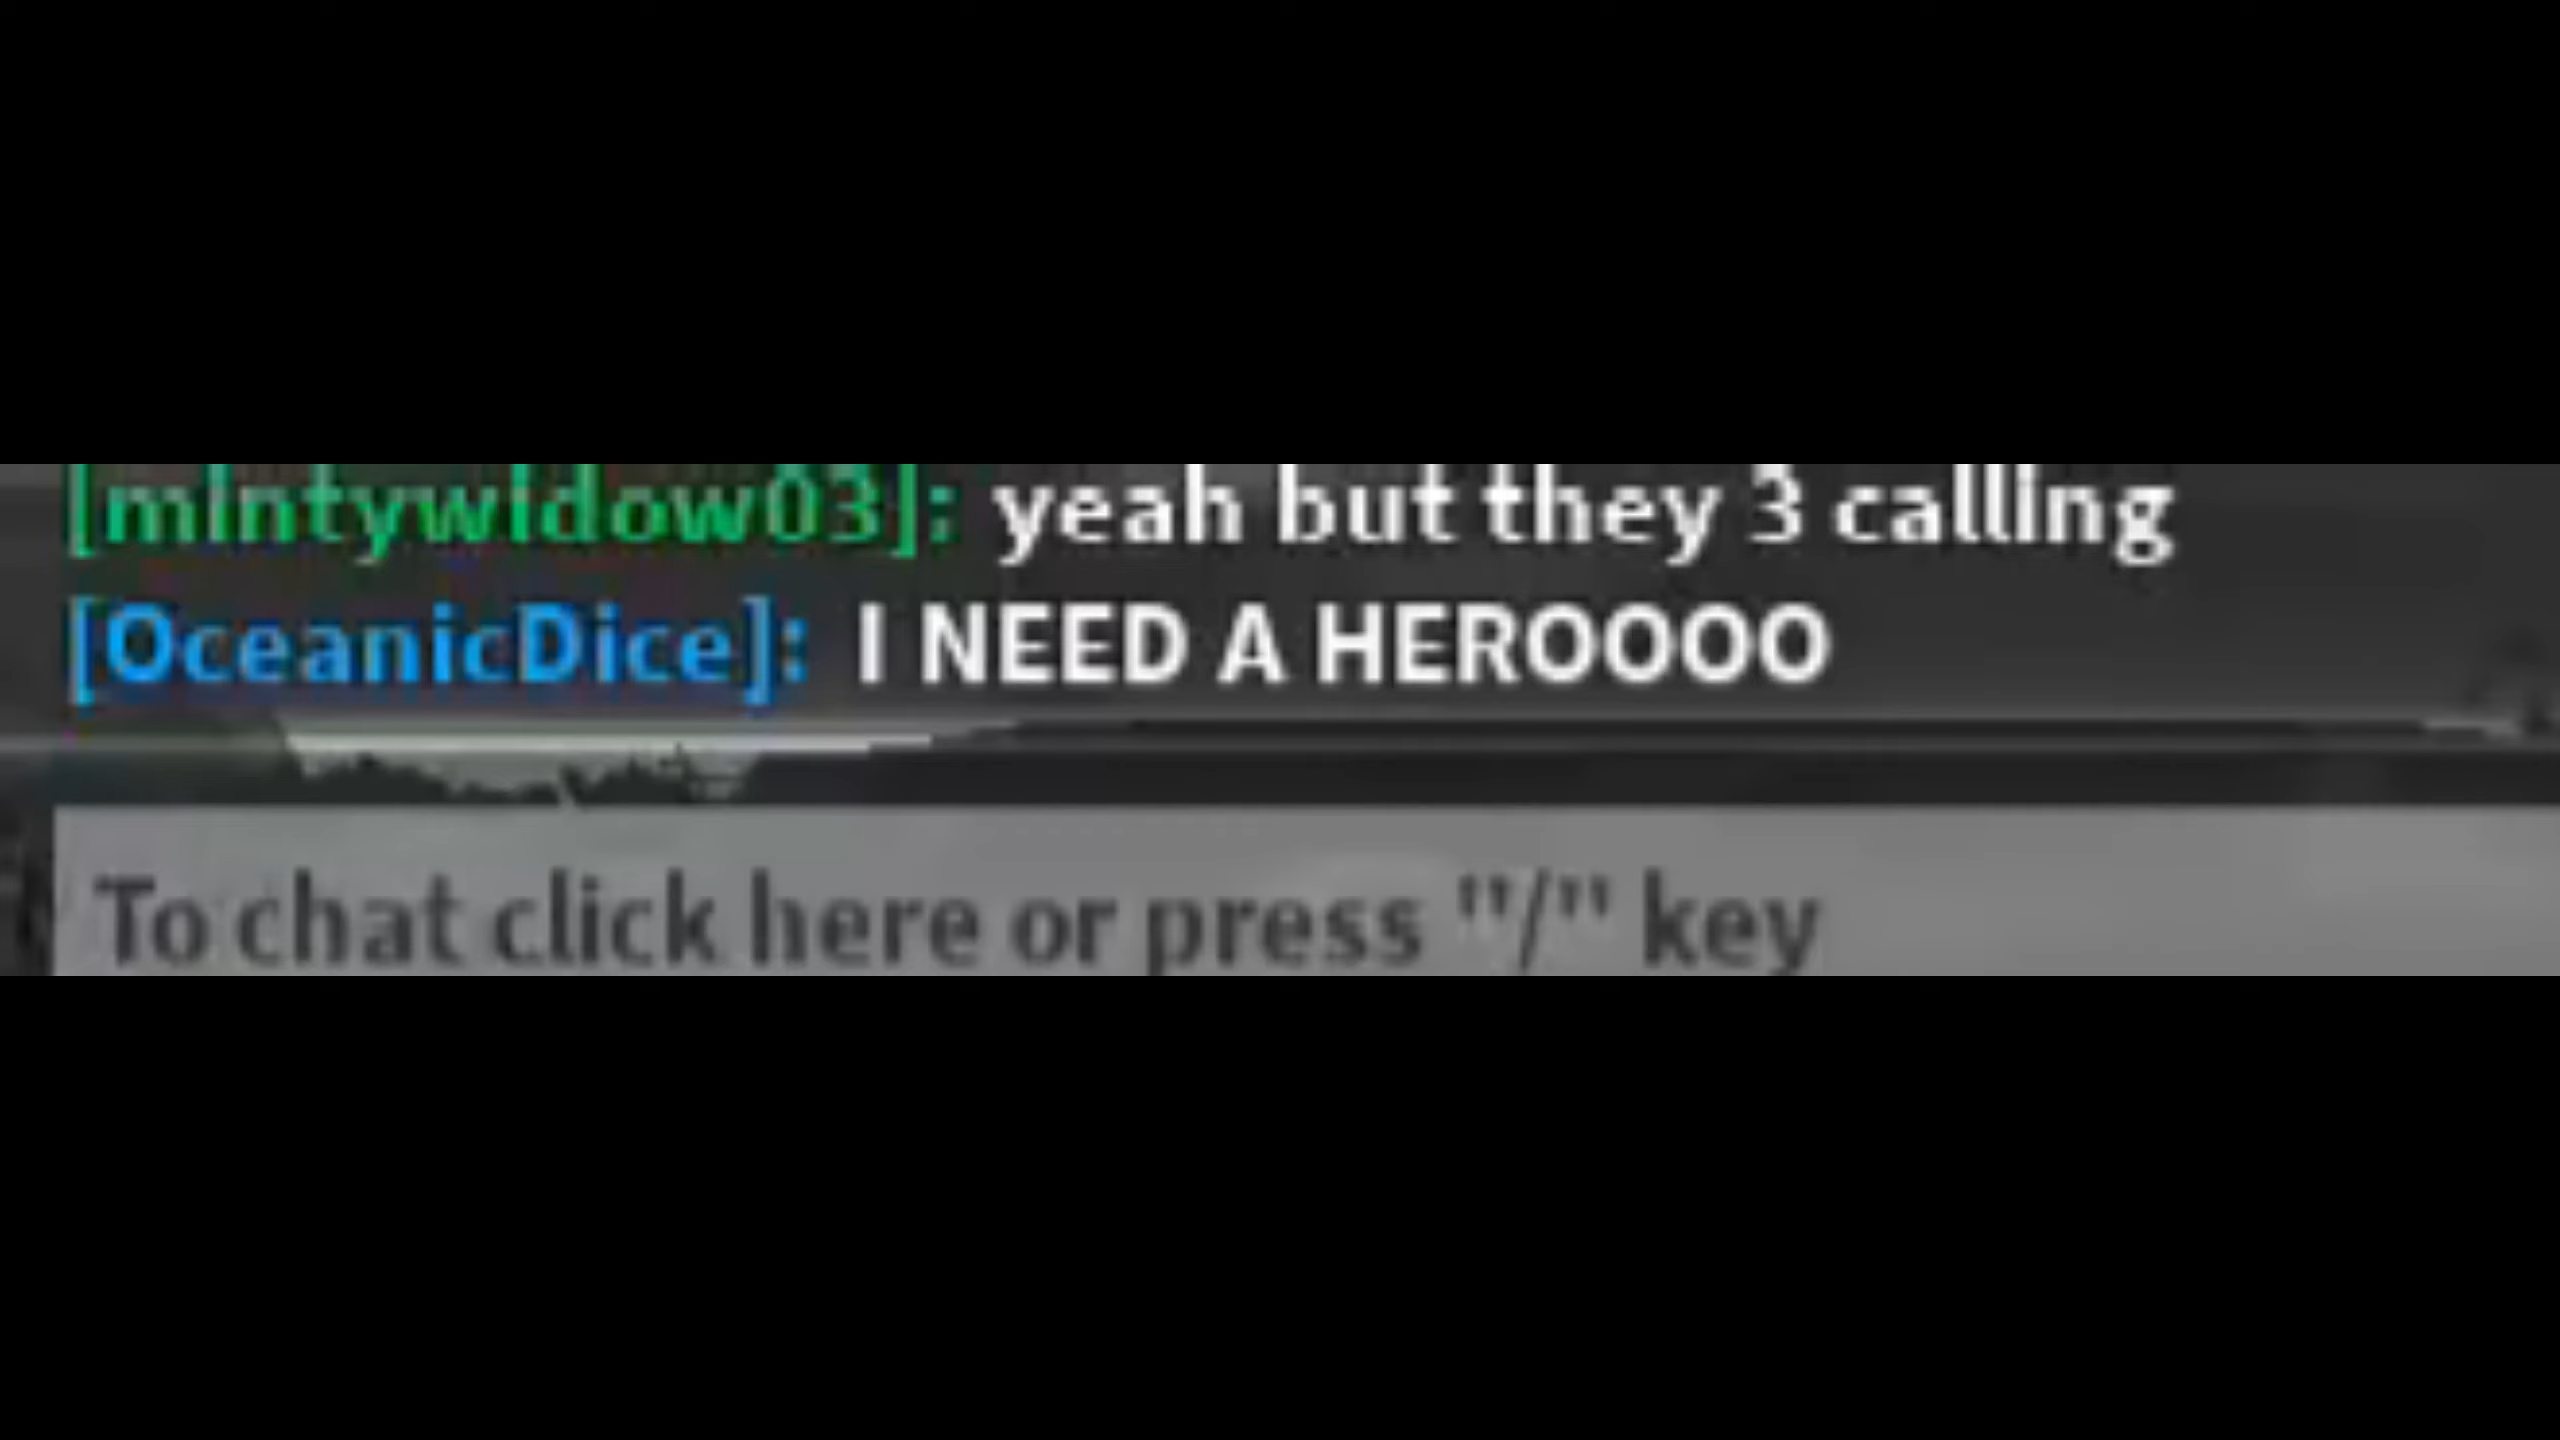 [mintywidow03]: yeah but they 3 calling
[OceanicDice]: I NEED A HEROOOO
To chat click here or press "/" key